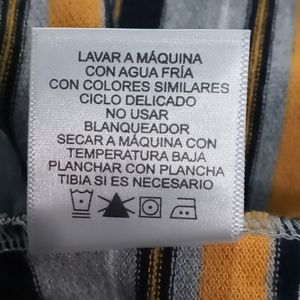 LAVAR A MÁQUINA
CON AGUA FRÍA
CON COLORES SIMILARES
CICLO DELICADO
NO USAR
BLANQUEADOR
SECAR A MÁQUINA CON
TEMPERATURA BAJA
PLANCHAR CON PLANCHA
TIBIA SI ES NECESARIO